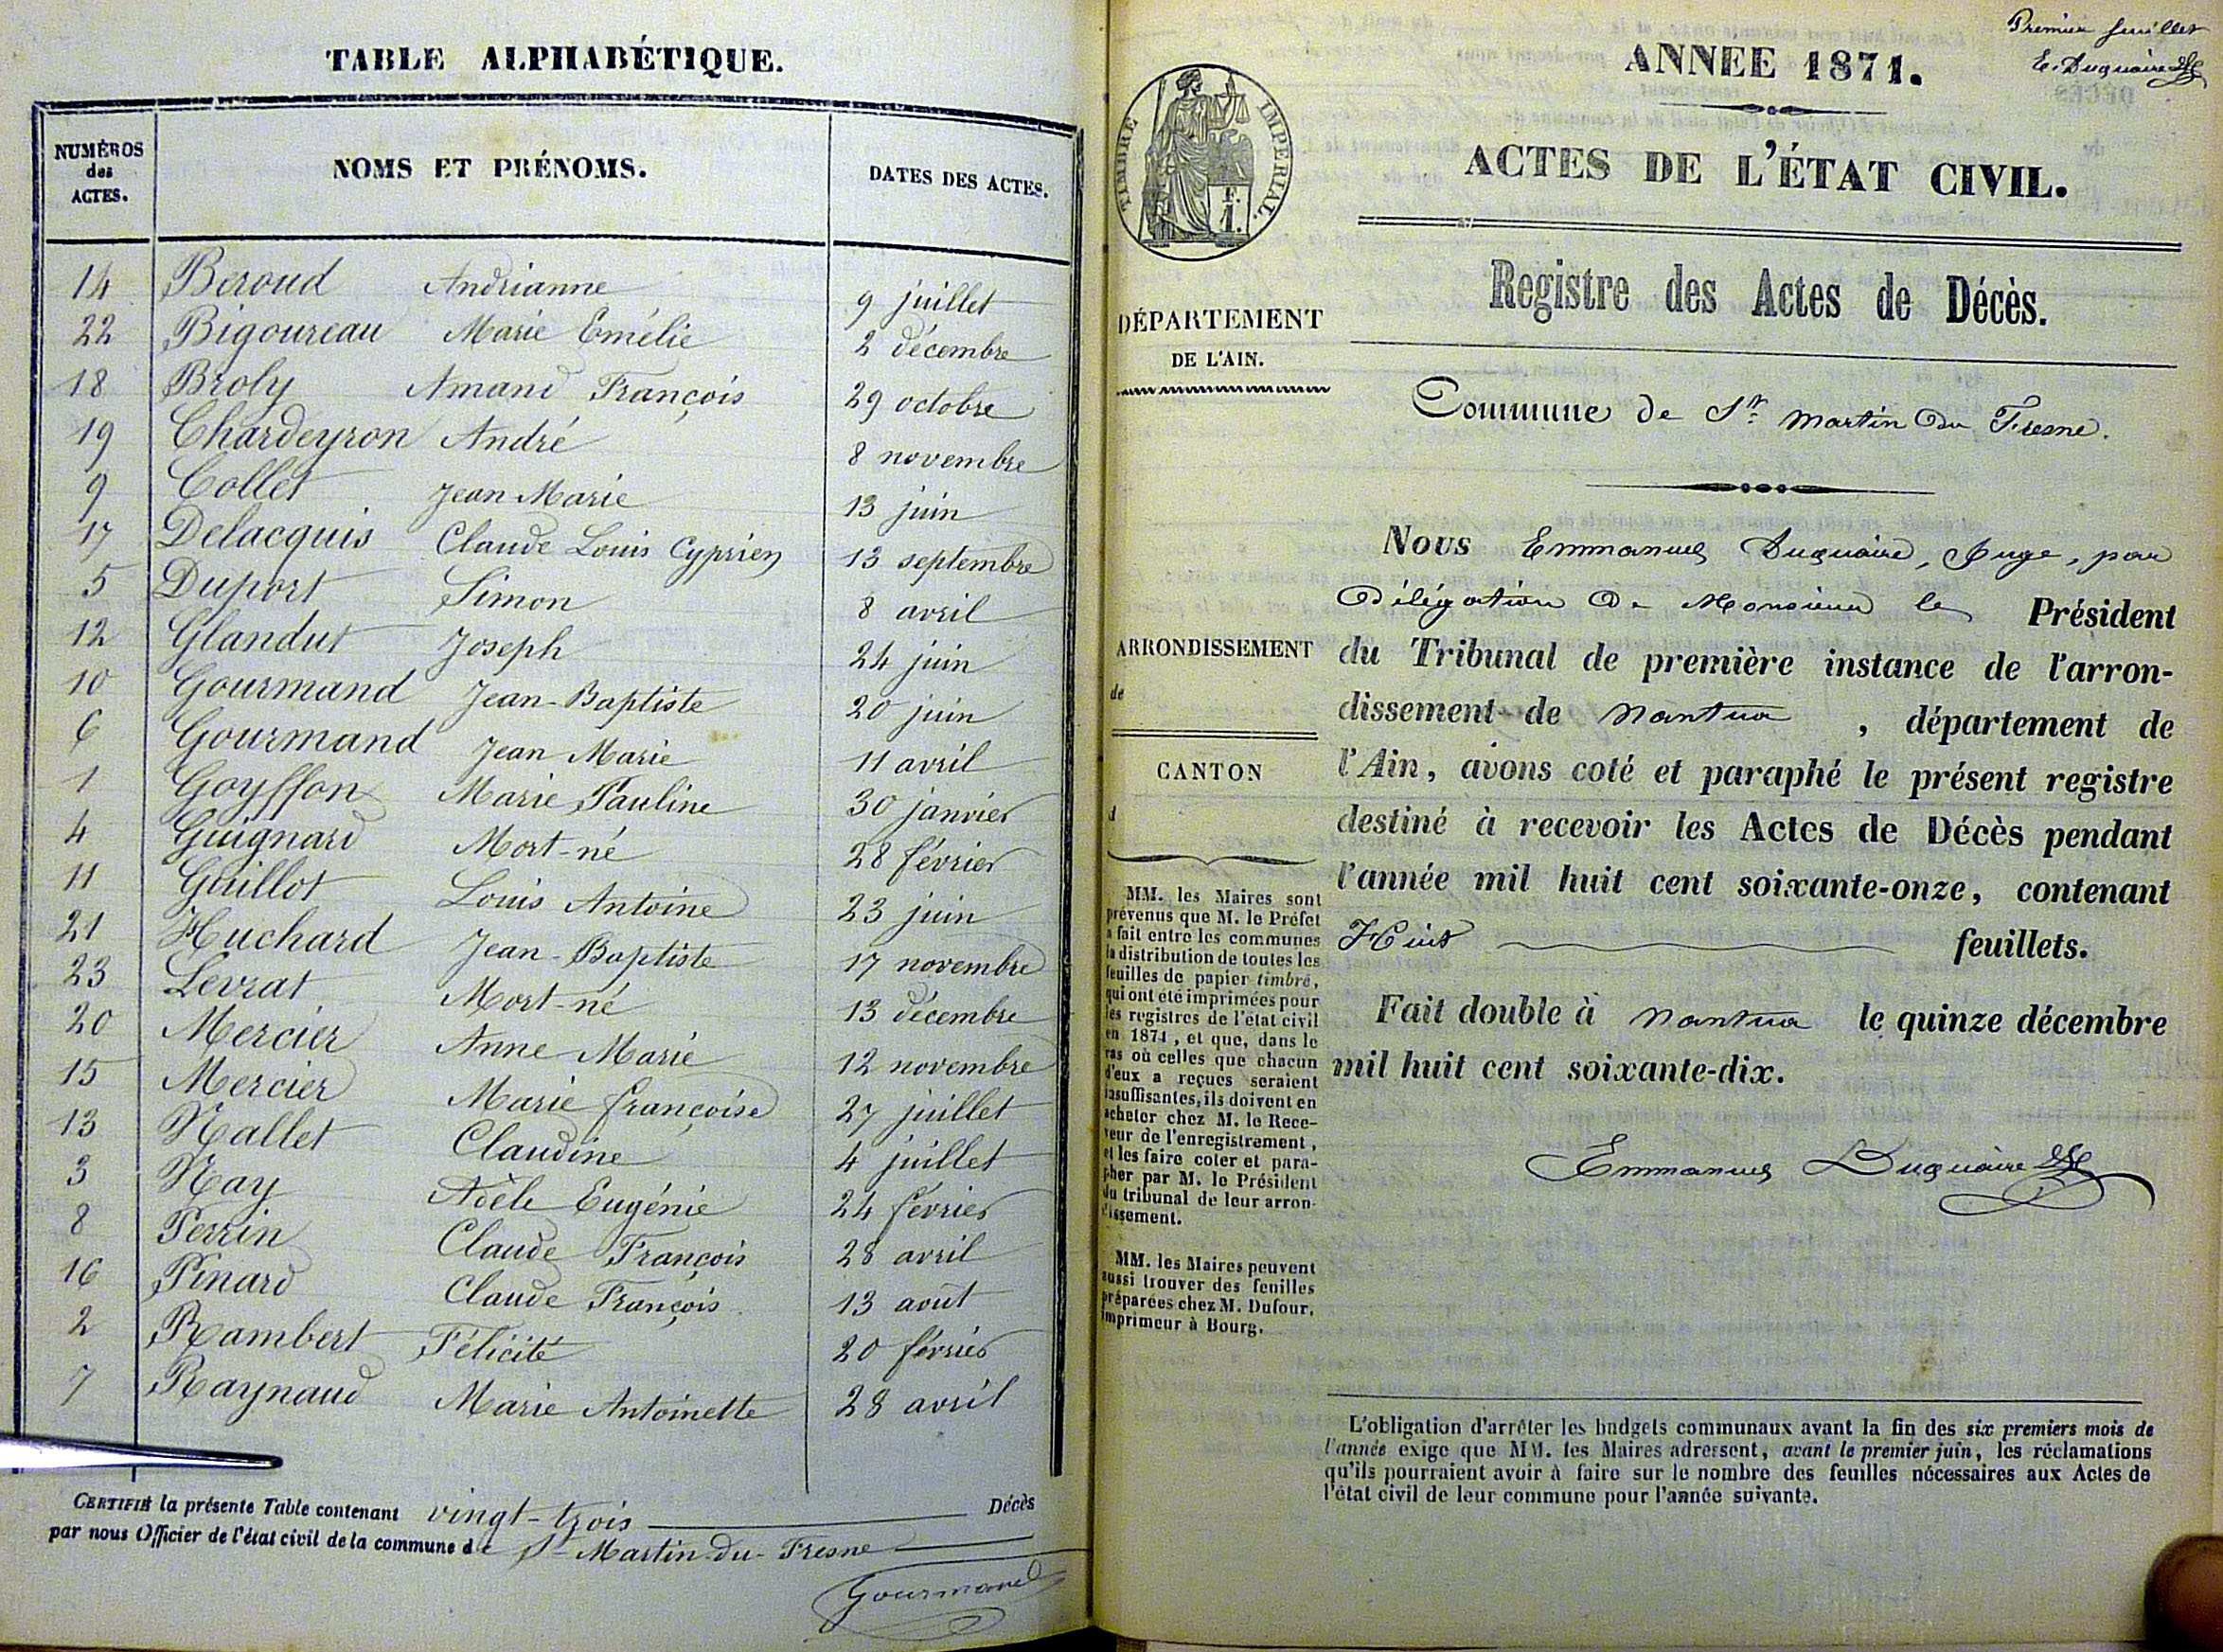 TABLE ALPHABÉTIQUE.
NUMÉROS des ACTES. NOMS ET PRÉNOMS. DATES DES ACTES.
14 Beroud Andrianne 9 juillet
22 Bigoureau Marie Emélie 2 décembre
18 Broly Amand François 29 octobre
19 Chardeyron André 8 novembre
9 Collet Jean Marie 13 juin
17 Delacquis Claude Louis Cyprien 13 septembre
5 Duport Simon 8 avril
12 Glandut Joseph 24 juin
10 Gourmand Jean-Baptiste 20 juin
6 Gourmand Jean Marie 11 avril
1 Goyffon Marie Pauline 30 janvier
4 Guignard Mort-né 28 février
11 Guillot Louis Antoine 23 juin
21 Huchard Jean-Baptiste 17 novembre
23 Levrat Mort-né 13 décembre
20 Mercier Anne Marie 12 novembre
15 Mercier Marie françoise 27 juillet
13 Nallet Claudine 4 juillet
3 Nay Adèle Eugénie 24 février
8 Perrin Claude François 28 avril
16 Pinard Claude François 13 août
2 Rambert Félicité 20 février
7 Raynaud Marie Antoinette 28 avril
CERTIFIÉ la présente Table contenant vingt-trois Décès
par nous Officier de l'état civil de la commune de St-Martin-du-Fresne
Gourmand
Premier feuillet
E. Duquaire
ANNEE 1871.
TIMBRE IMPÉRIAL.
1 F.
ACTES DE L'ÉTAT CIVIL.
Registre des Actes de Décès.
DÉPARTEMENT
DE L'AIN.
Commune de St. Martin du Fresne.
ARRONDISSEMENT
de
CANTON
d
MM. les Maires sont
prévenus que M. le Préfet
a fait entre les communes
la distribution de toutes les
feuilles de papier timbré,
qui ont été imprimées pour
les registres de l'état civil
en 1871, et que, dans le
cas où celles que chacun
d'eux a reçues seraient
insuffisantes, ils doivent en
acheter chez M. le Rece-
veur de l'enregistrement,
et les faire coter et para-
pher par M. le Président
du tribunal de leur arron-
dissement.
MM. les Maires peuvent
aussi trouver des feuilles
préparées chez M. Dufour,
imprimeur à Bourg.
Nous Emmanuel Duquaire, Juge, par
Délégation de Monsieur le Président
du Tribunal de première instance de l'arron-
dissement de Nantua, département de
l'Ain, avons coté et paraphé le présent registre
destiné à recevoir les Actes de Décès pendant
l'année mil huit cent soixante-onze, contenant
Huit feuillets.
Fait double à Nantua le quinze décembre
mil huit cent soixante-dix.
Emmanuel Duquaire
L'obligation d'arrêter les budgets communaux avant la fin des six premiers mois de
l'année exige que MM. les Maires adressent, avant le premier juin, les réclamations
qu'ils pourraient avoir à faire sur le nombre des feuilles nécessaires aux Actes de
l'état civil de leur commune pour l'année suivante.